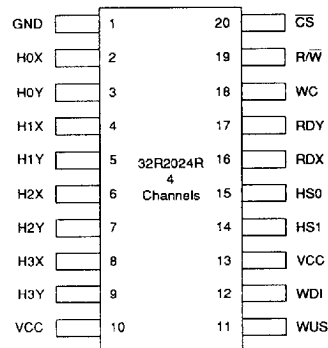 GND 1 20 C̅S̅
H0X 2 19 R/W̅
H0Y 3 18 WC
H1X 4 17 RDY
H1Y 5 32R2024R 16 RDX
4
H2X 6 Channels 15 HS0
H2Y 7 14 HS1
H3X 8 13 VCC
H3Y 9 12 WDI
VCC 10 11 WUS